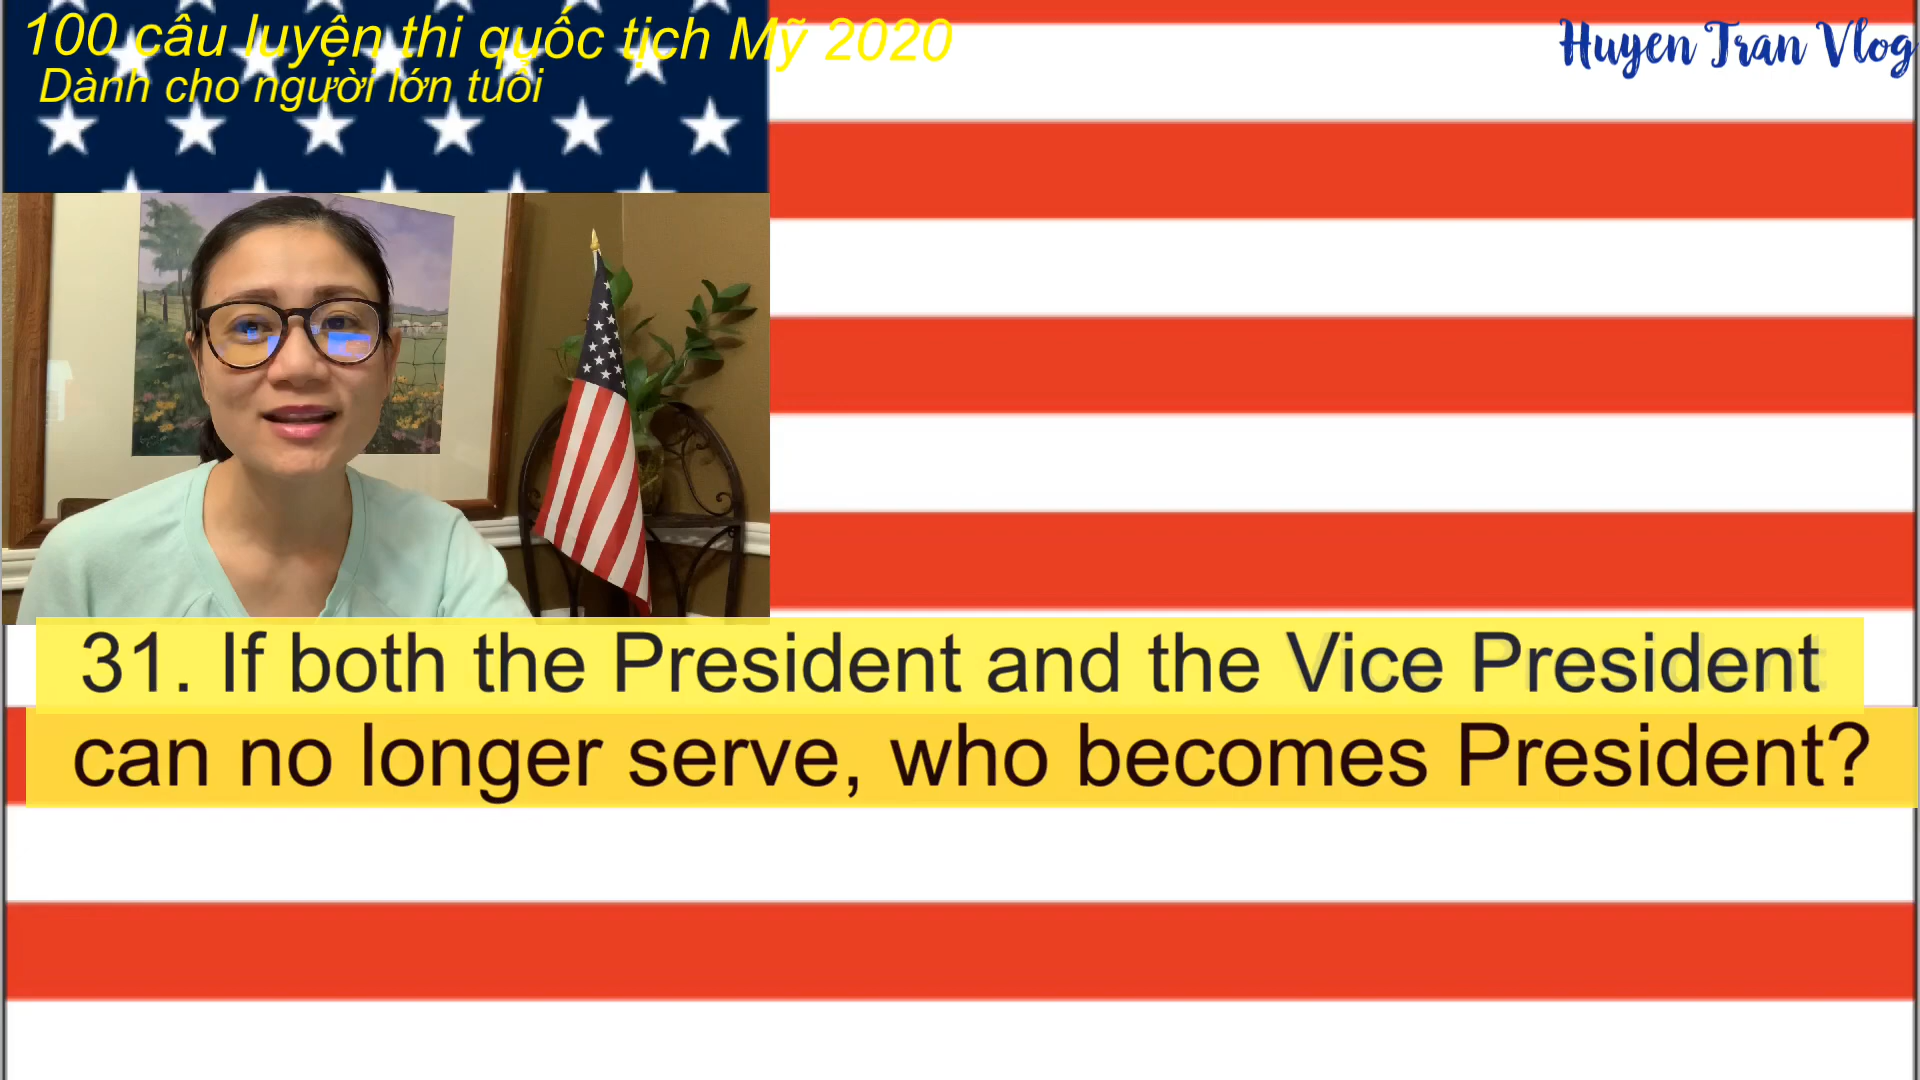 100 câu luyện thi quốc tịch Mỹ 2020
Dành cho người lớn tuổi
Huyen Tran Vlog
31. If both the President and the Vice President
can no longer serve, who becomes President?